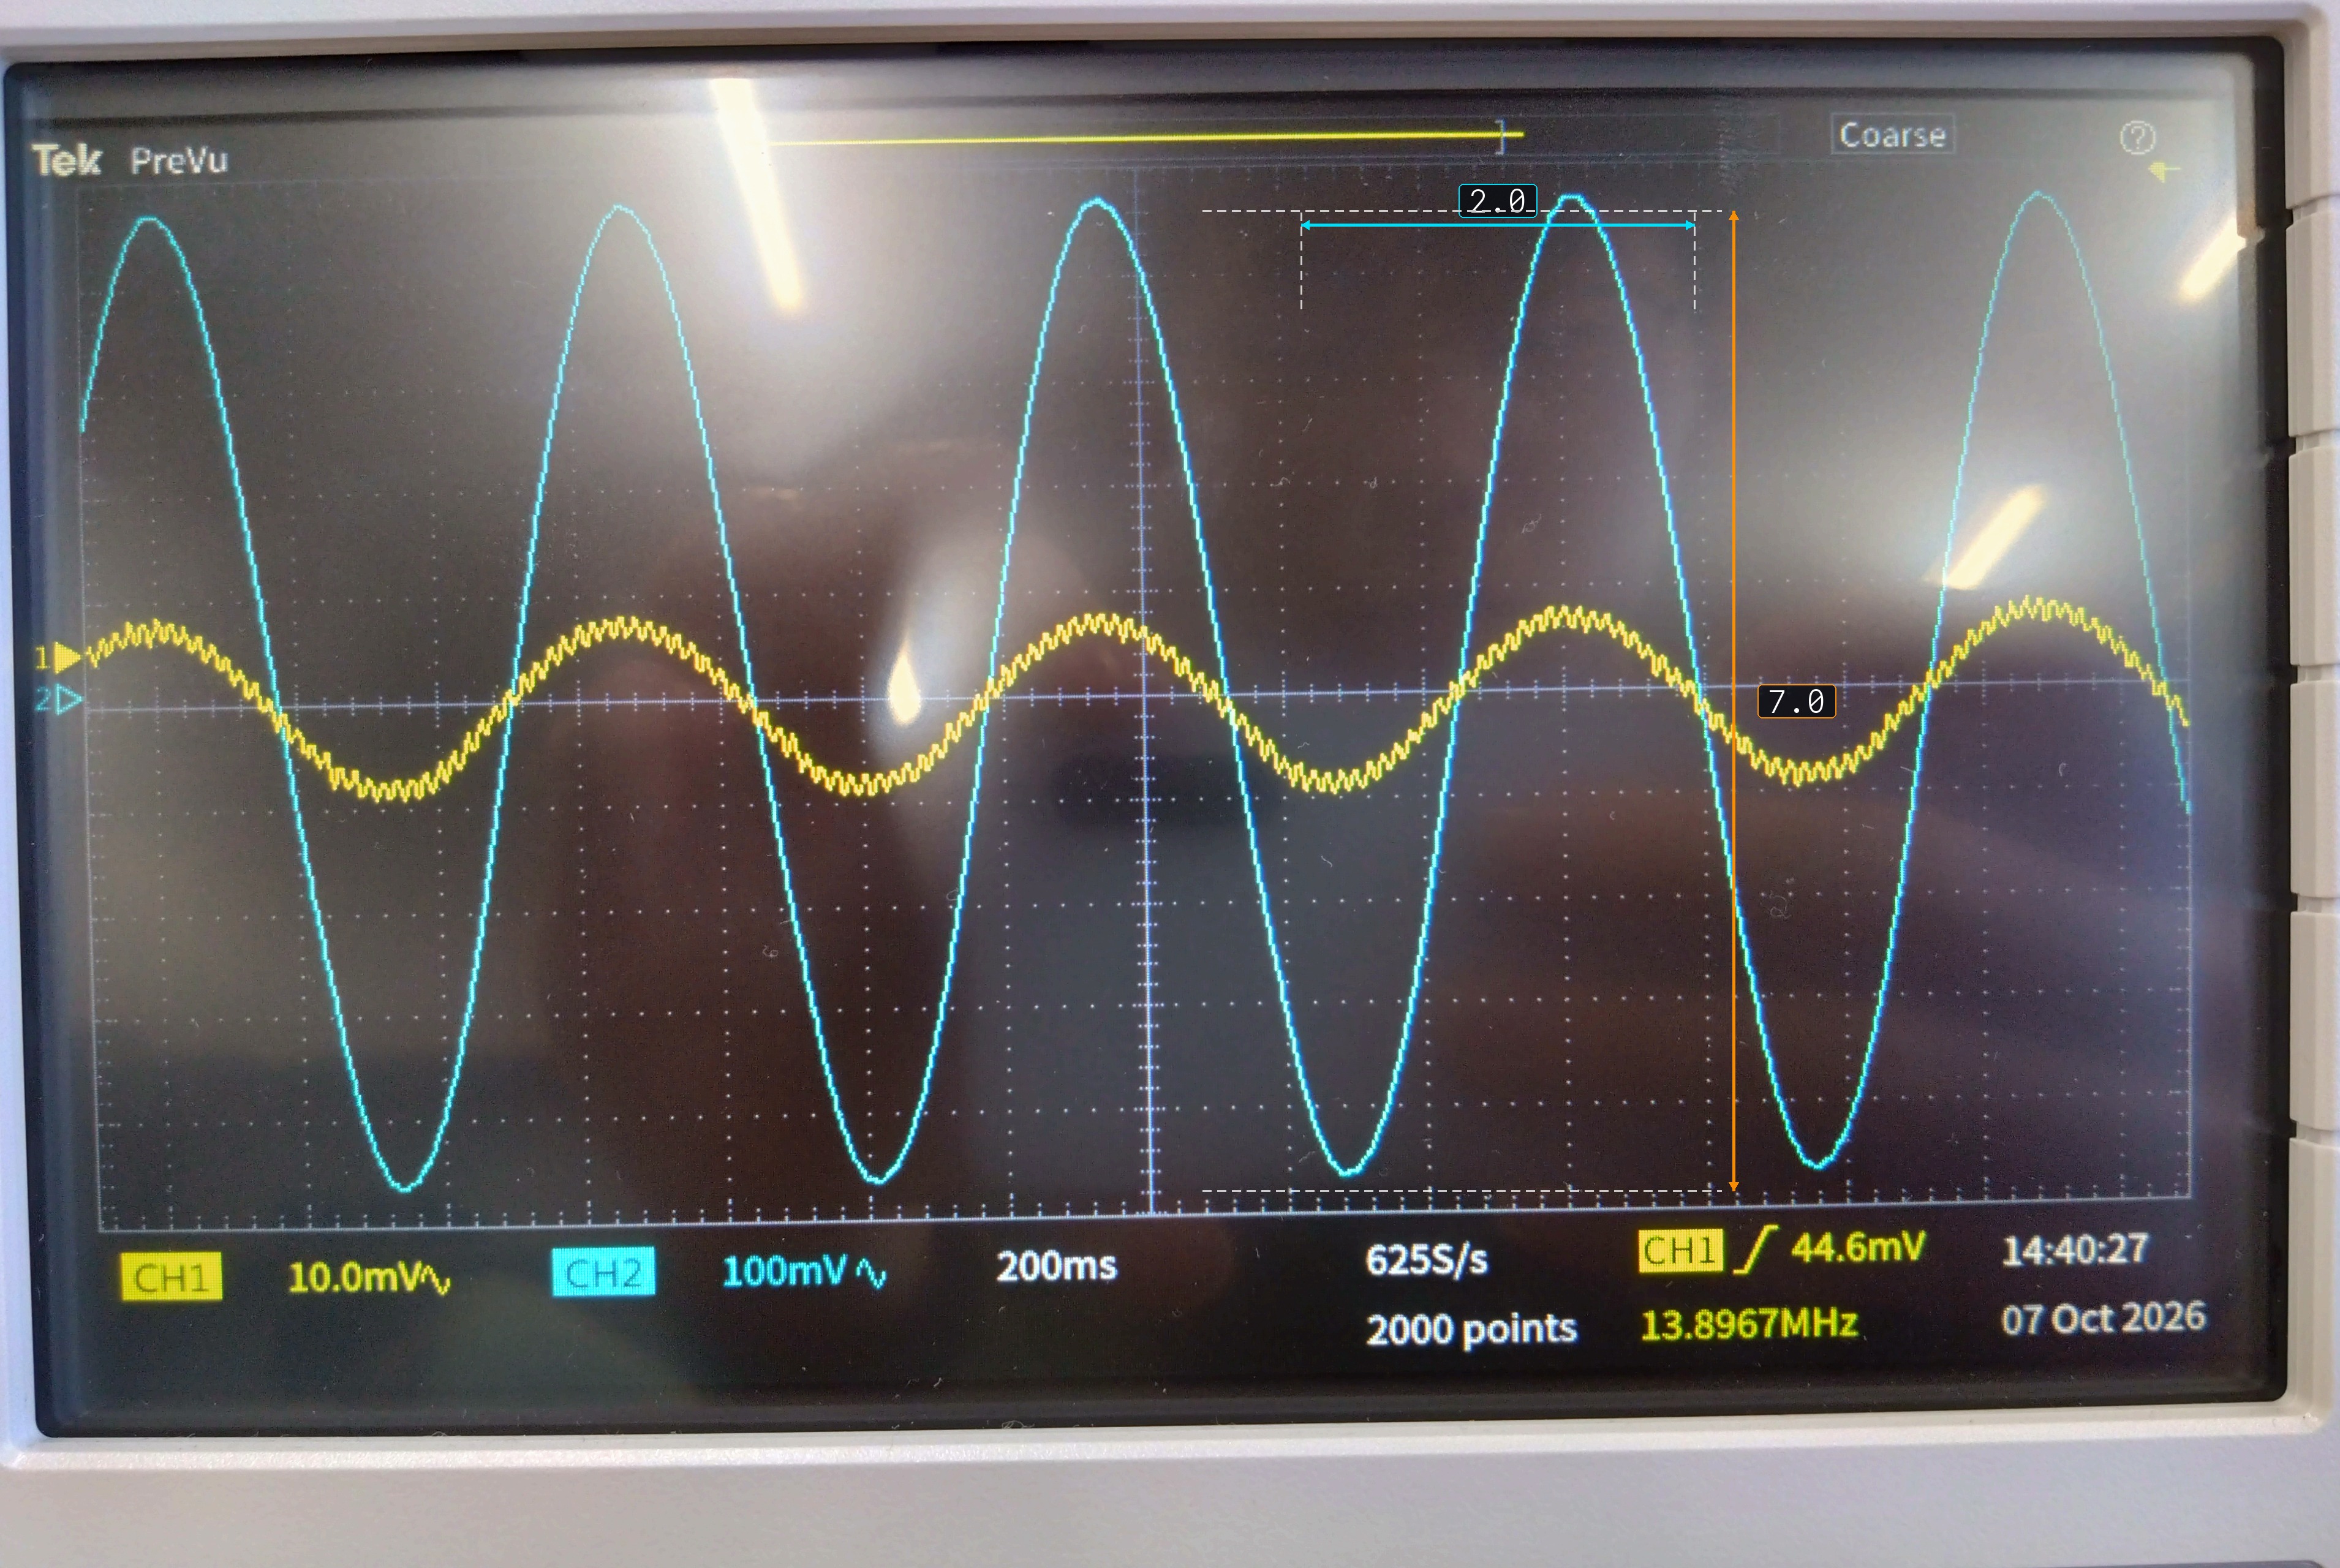 Tek PreVu
Coarse
?
2.0
1
2
7.0
CH1 10.0mV CH2 100mV 200ms 625S/s CH1 44.6mV 14:40:27
2000 points 13.8967MHz 07 Oct 2026